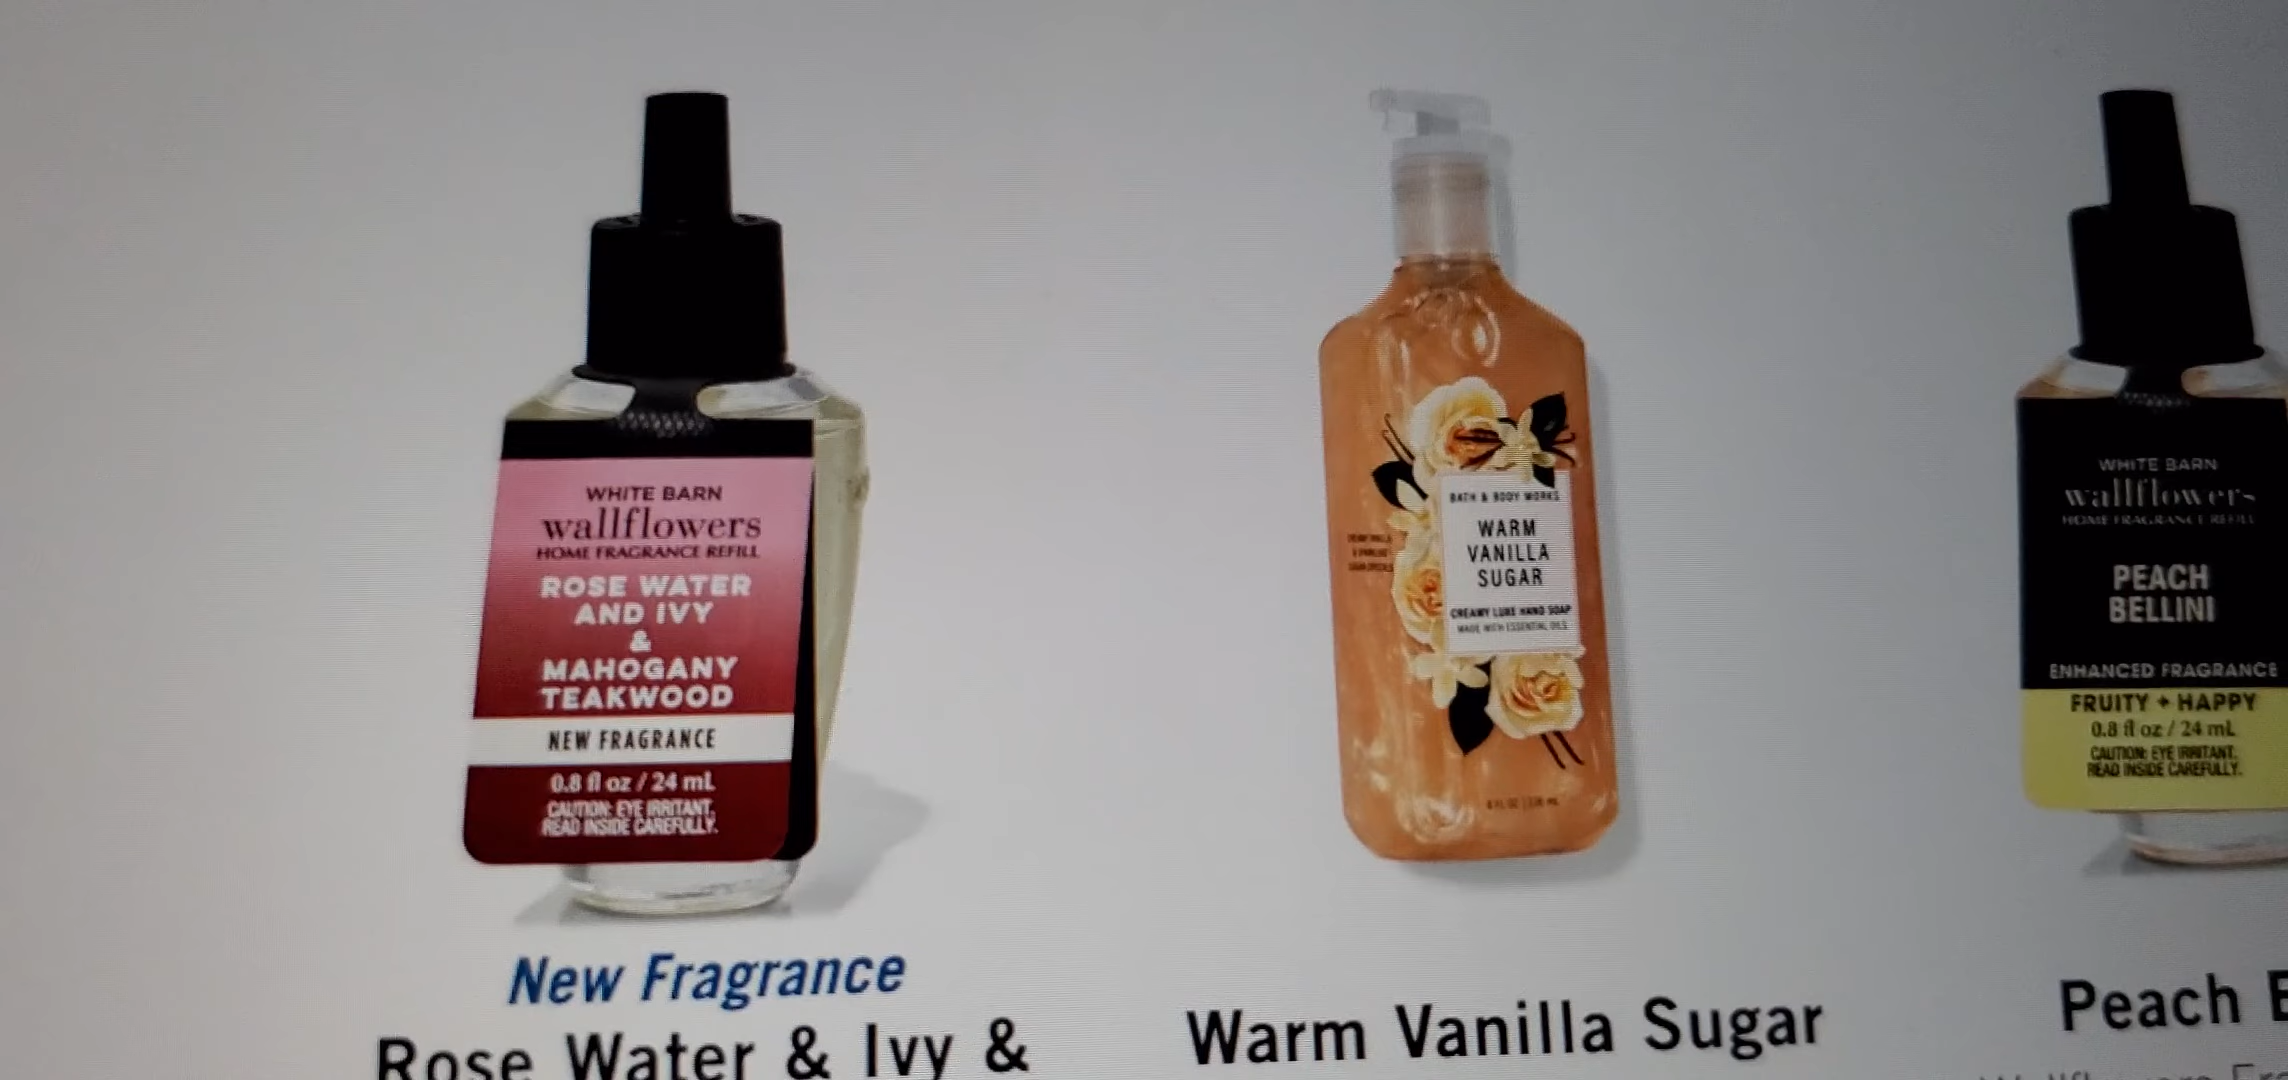 WHITE BARN
wallflowers
HOME FRAGRANCE REFILL
ROSE WATER
AND IVY
&
MAHOGANY
TEAKWOOD
NEW FRAGRANCE
0.8 fl oz / 24 mL
CAUTION: EYE IRRITANT.
READ INSIDE CAREFULLY.
New Fragrance
Rose Water & Ivy &
BATH & BODY WORKS
WARM
VANILLA
SUGAR
CREAMY LUXE HAND SOAP
MADE WITH ESSENTIAL OILS
Warm Vanilla Sugar
WHITE BARN
wallflowers
HOME FRAGRANCE REFILL
PEACH
BELLINI
ENHANCED FRAGRANCE
FRUITY + HAPPY
0.8 fl oz / 24 mL
CAUTION: EYE IRRITANT.
READ INSIDE CAREFULLY.
Peach